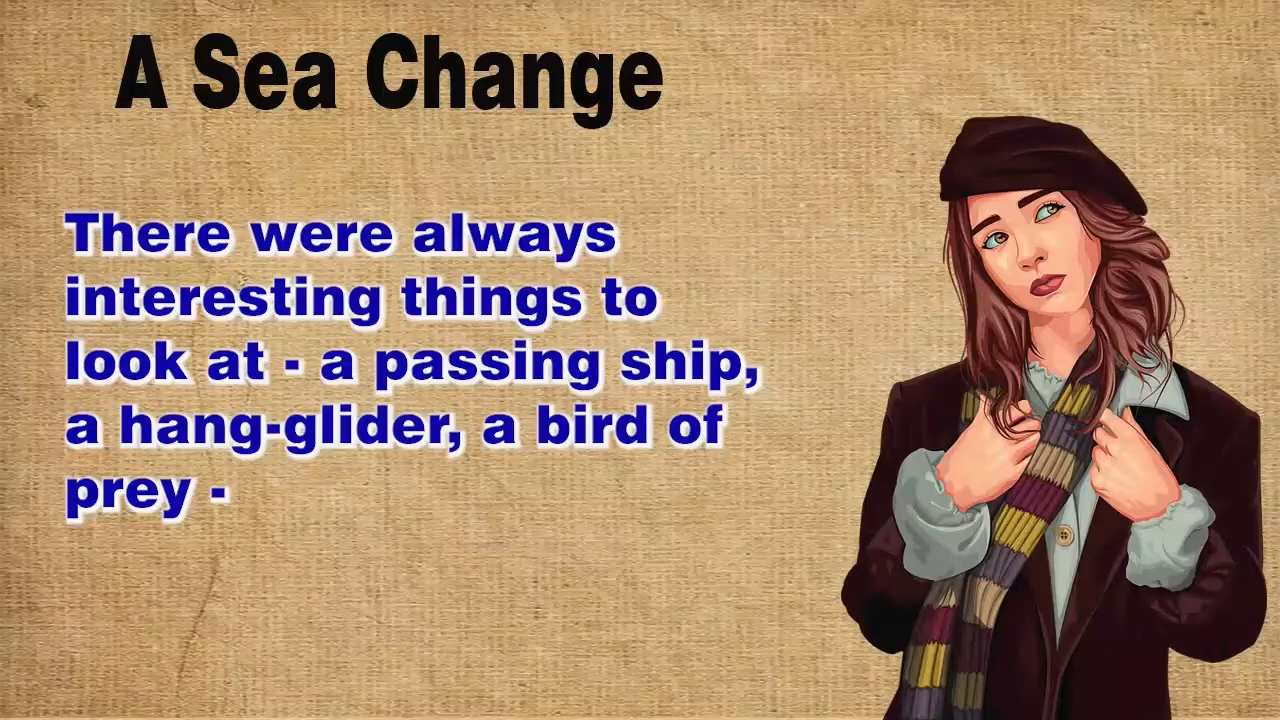 A Sea Change
There were always
interesting things to
look at - a passing ship,
a hang-glider, a bird of
prey -